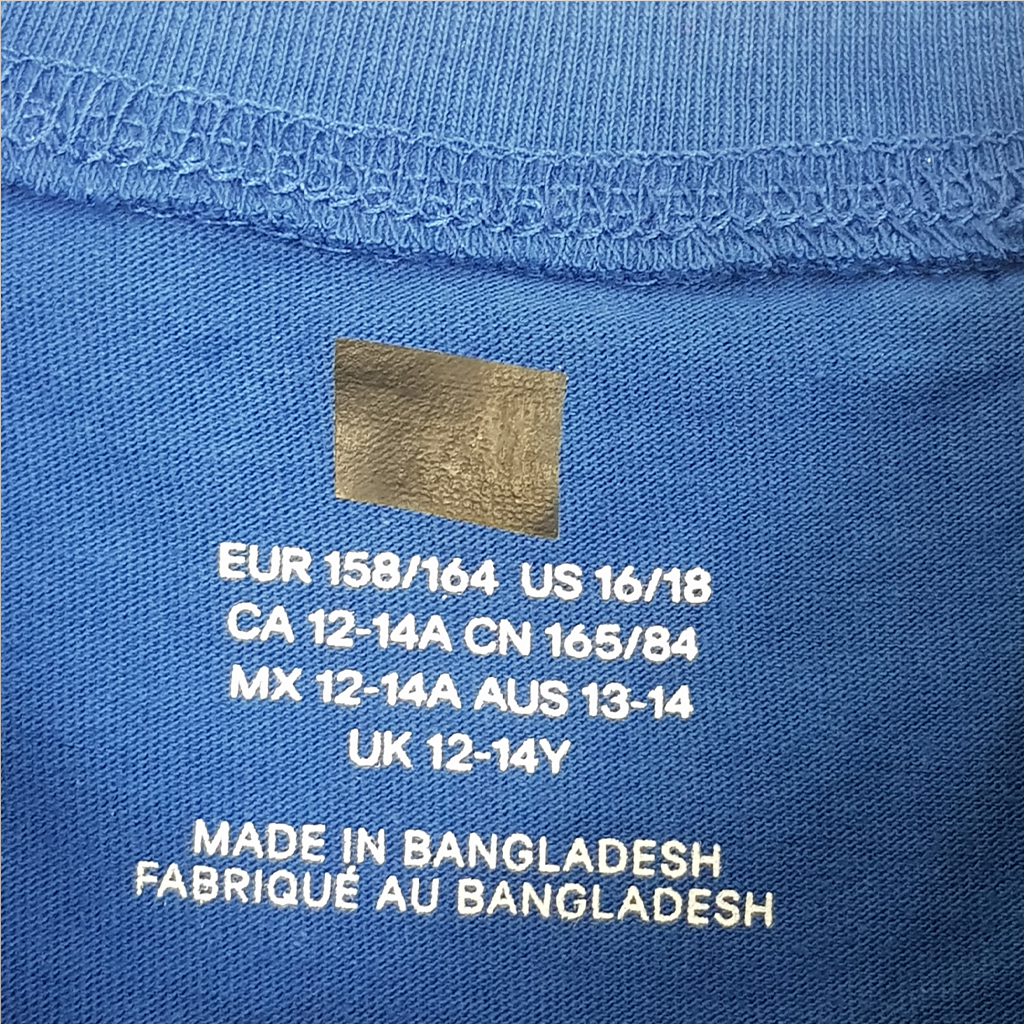 EUR 158/164 US 16/18
CA 12-14A CN 165/84
MX 12-14A AUS 13-14
UK 12-14Y
MADE IN BANGLADESH
FABRIQUÉ AU BANGLADESH